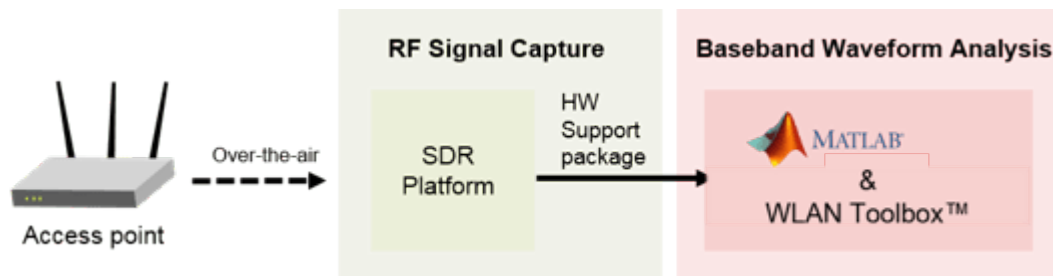 RF Signal Capture
Baseband Waveform Analysis
Over-the-air
Access point
SDR
Platform
HW
Support
package
MATLAB®
&
WLAN Toolbox™